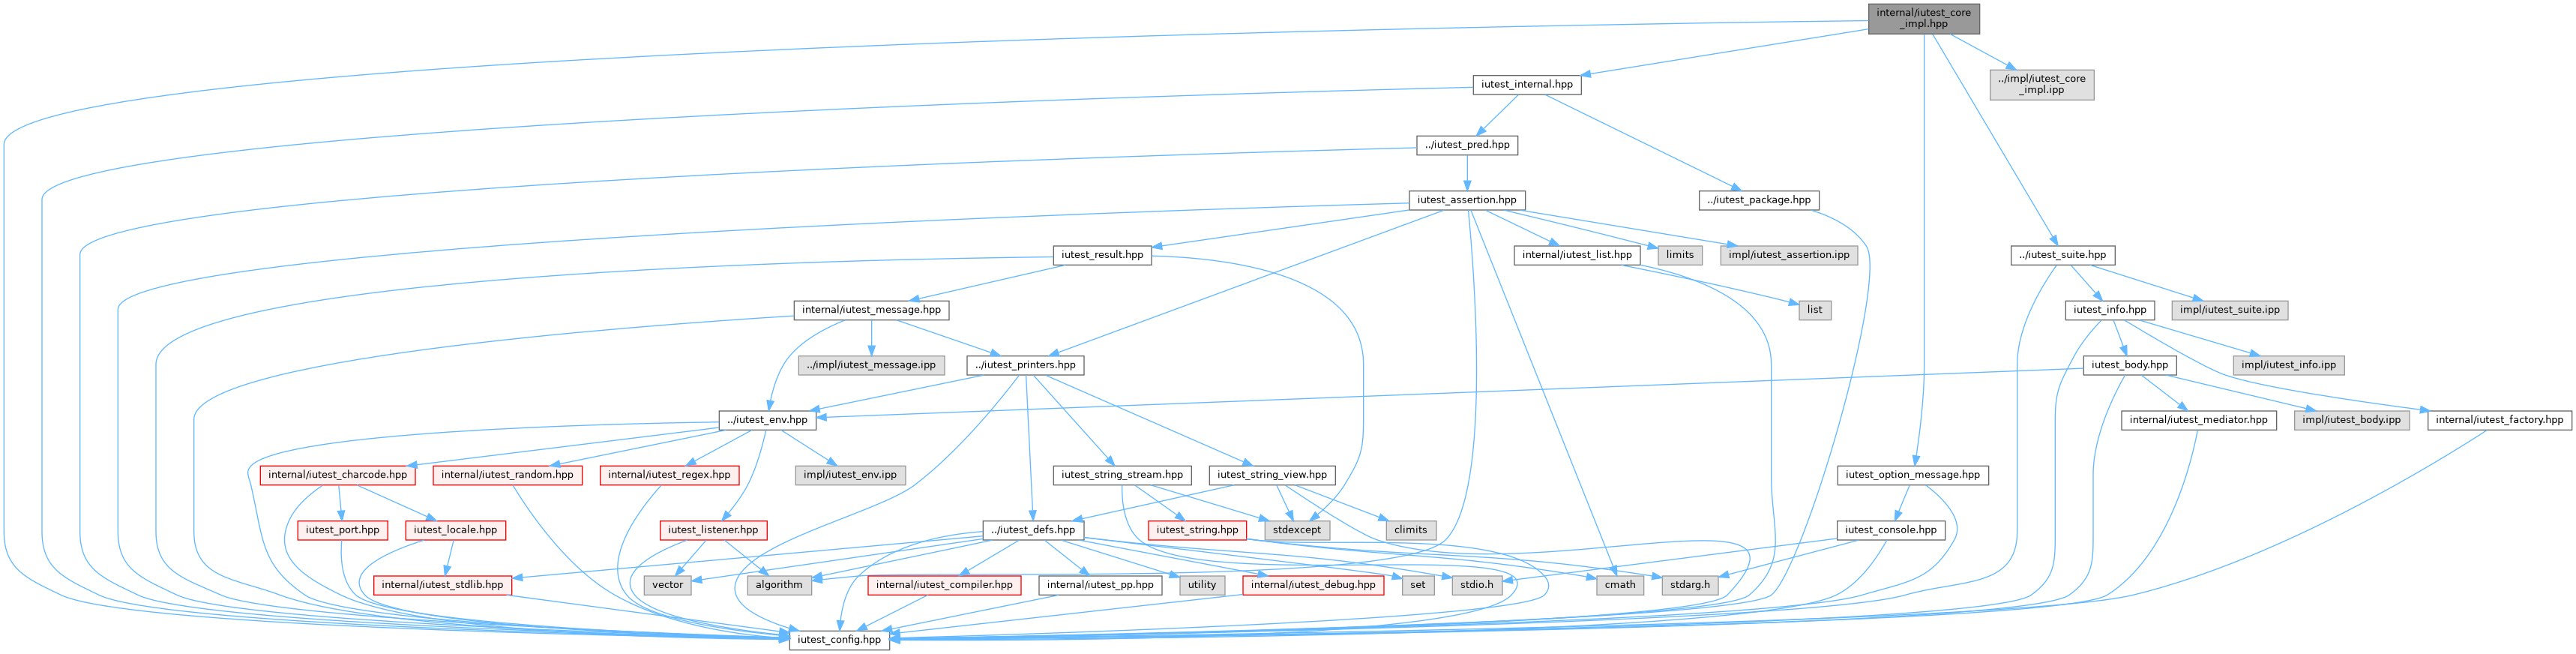 internal/iutest_core
_impl.hpp
iutest_internal.hpp
../impl/iutest_core
_impl.ipp
../iutest_pred.hpp
iutest_assertion.hpp
../iutest_package.hpp
iutest_result.hpp
internal/iutest_list.hpp
limits
impl/iutest_assertion.ipp
../iutest_suite.hpp
internal/iutest_message.hpp
list
iutest_info.hpp
impl/iutest_suite.ipp
../impl/iutest_message.ipp
../iutest_printers.hpp
iutest_body.hpp
impl/iutest_info.ipp
../iutest_env.hpp
internal/iutest_mediator.hpp
impl/iutest_body.ipp
internal/iutest_factory.hpp
internal/iutest_charcode.hpp
internal/iutest_random.hpp
internal/iutest_regex.hpp
impl/iutest_env.ipp
iutest_string_stream.hpp
iutest_string_view.hpp
iutest_option_message.hpp
iutest_port.hpp
iutest_locale.hpp
iutest_listener.hpp
../iutest_defs.hpp
iutest_string.hpp
stdexcept
climits
iutest_console.hpp
internal/iutest_stdlib.hpp
vector
algorithm
internal/iutest_compiler.hpp
internal/iutest_pp.hpp
utility
internal/iutest_debug.hpp
set
stdio.h
cmath
stdarg.h
iutest_config.hpp